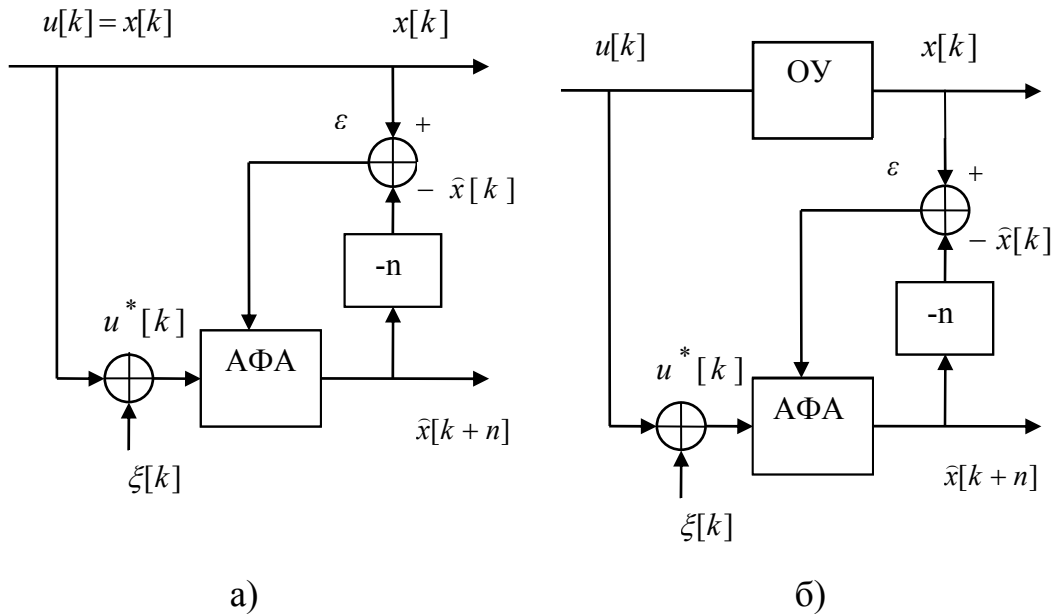 u[k] = x[k]
x[k]
ε
+
− x̂[k]
-n
u*[k]
АФА
x̂[k + n]
ξ[k]
а)
u[k]
ОУ
x[k]
ε
+
− x̂[k]
-n
u*[k]
АФА
x̂[k + n]
ξ[k]
б)